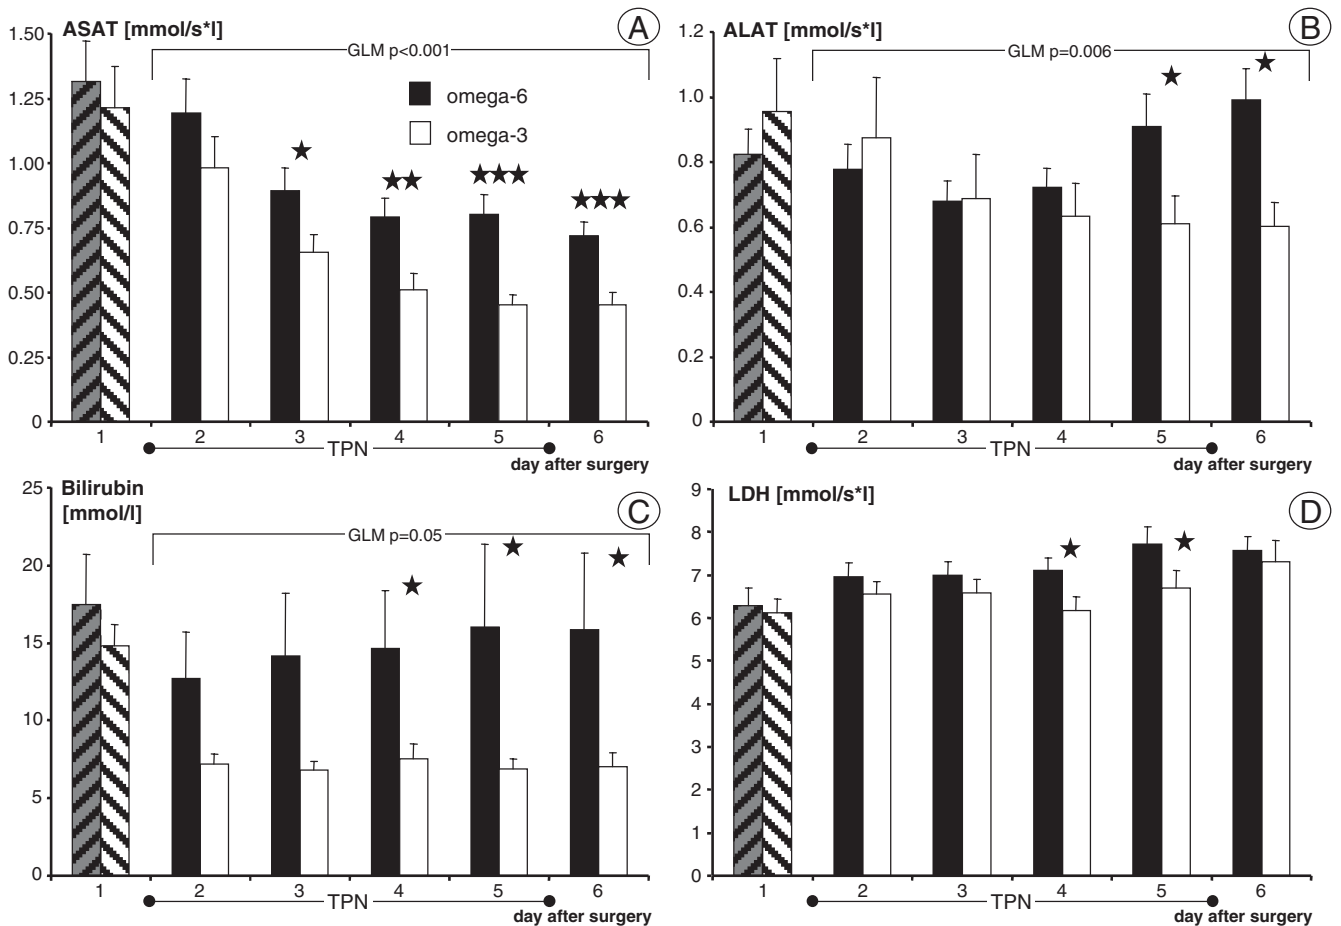 ASAT [mmol/s*l]
A
GLM p<0.001
omega-6
omega-3
1.50
1.25
1.00
0.75
0.50
0.25
0
1 2 3 4 5 6
TPN
day after surgery
ALAT [mmol/s*l]
B
GLM p=0.006
1.2
1.0
0.8
0.6
0.4
0.2
0
1 2 3 4 5 6
TPN
day after surgery
Bilirubin
[mmol/l]
C
GLM p=0.05
25
20
15
10
5
0
1 2 3 4 5 6
TPN
day after surgery
LDH [mmol/s*l]
D
9
8
7
6
5
4
3
2
1
0
1 2 3 4 5 6
TPN
day after surgery